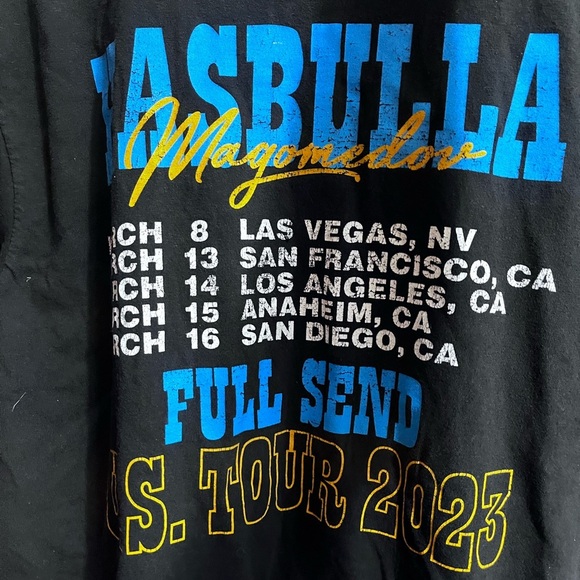 HASBULLA
Magomedov
RCH 8 LAS VEGAS, NV
RCH 13 SAN FRANCISCO, CA
RCH 14 LOS ANGELES, CA
RCH 15 ANAHEIM, CA
RCH 16 SAN DIEGO, CA
FULL SEND
U.S. TOUR 2023